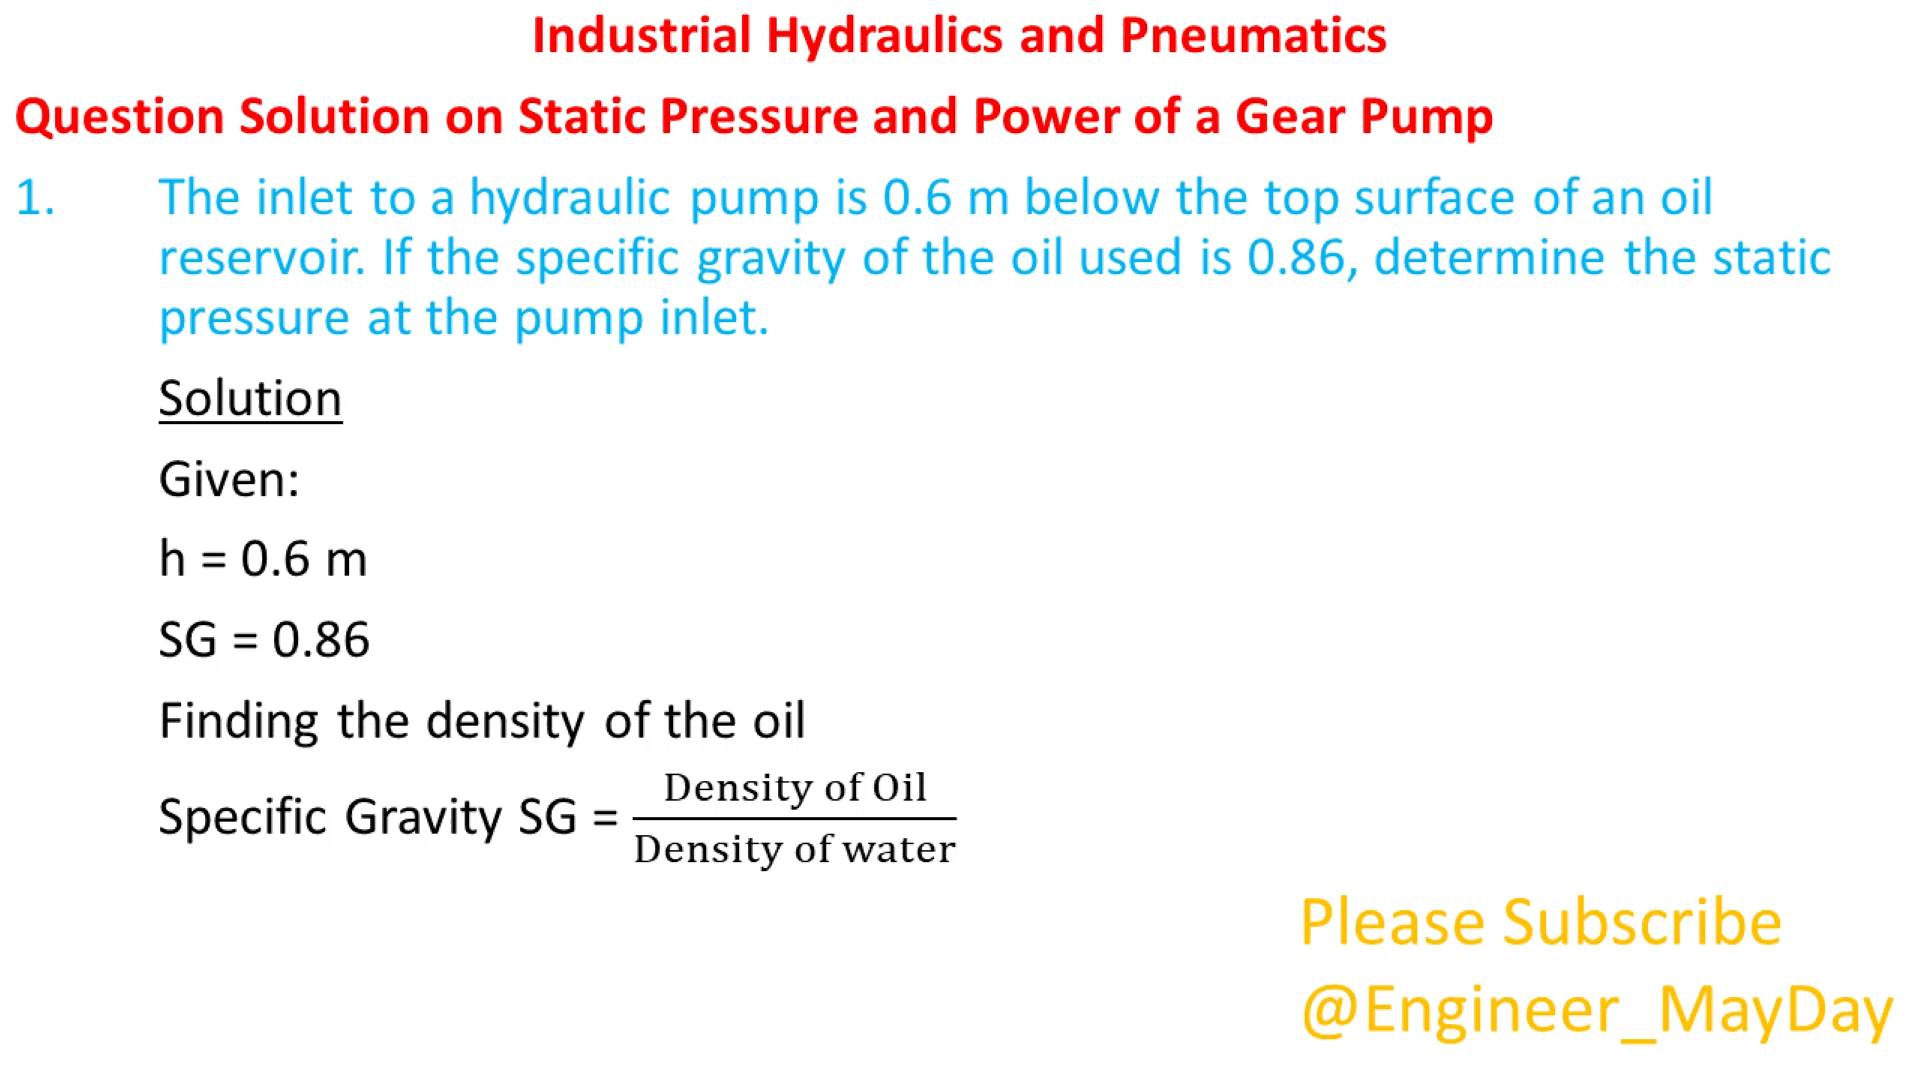 Industrial Hydraulics and Pneumatics
Question Solution on Static Pressure and Power of a Gear Pump
1. The inlet to a hydraulic pump is 0.6 m below the top surface of an oil
reservoir. If the specific gravity of the oil used is 0.86, determine the static
pressure at the pump inlet.
Solution
Given:
h = 0.6 m
SG = 0.86
Finding the density of the oil
Specific Gravity SG = Density of Oil / Density of water
Please Subscribe
@Engineer_MayDay